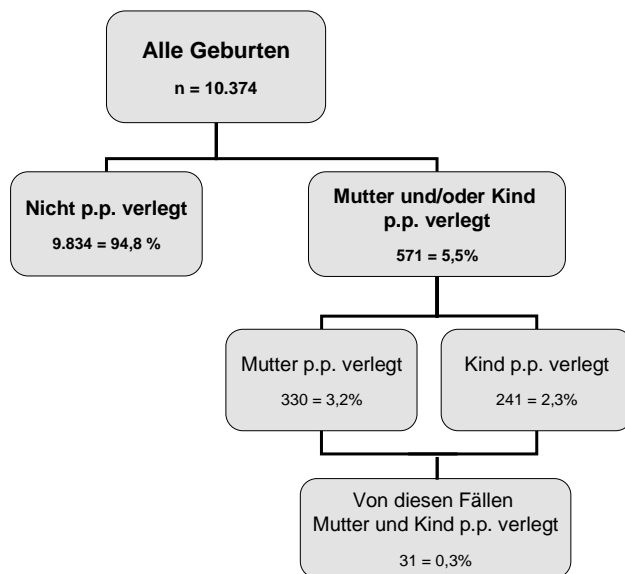 Alle Geburten
n = 10.374
Nicht p.p. verlegt
9.834 = 94,8 %
Mutter und/oder Kind
p.p. verlegt
571 = 5,5%
Mutter p.p. verlegt
330 = 3,2%
Kind p.p. verlegt
241 = 2,3%
Von diesen Fällen
Mutter und Kind p.p. verlegt
31 = 0,3%